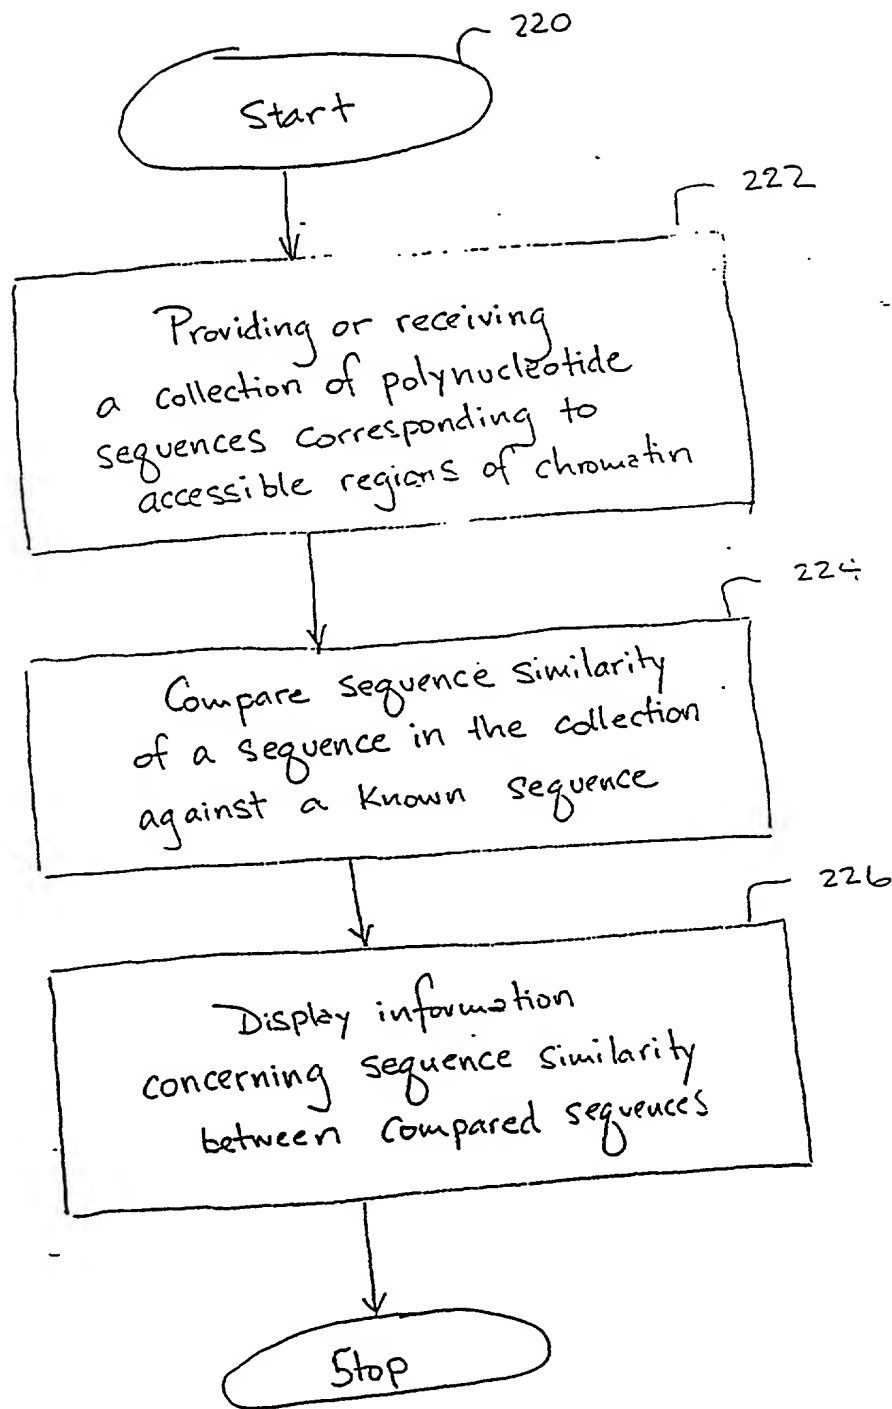 220
Start
222
Providing or receiving
a collection of polynucleotide
sequences corresponding to
accessible regions of chromatin
224
Compare sequence similarity
of a sequence in the collection
against a known sequence
226
Display information
concerning sequence similarity
between compared sequences
Stop